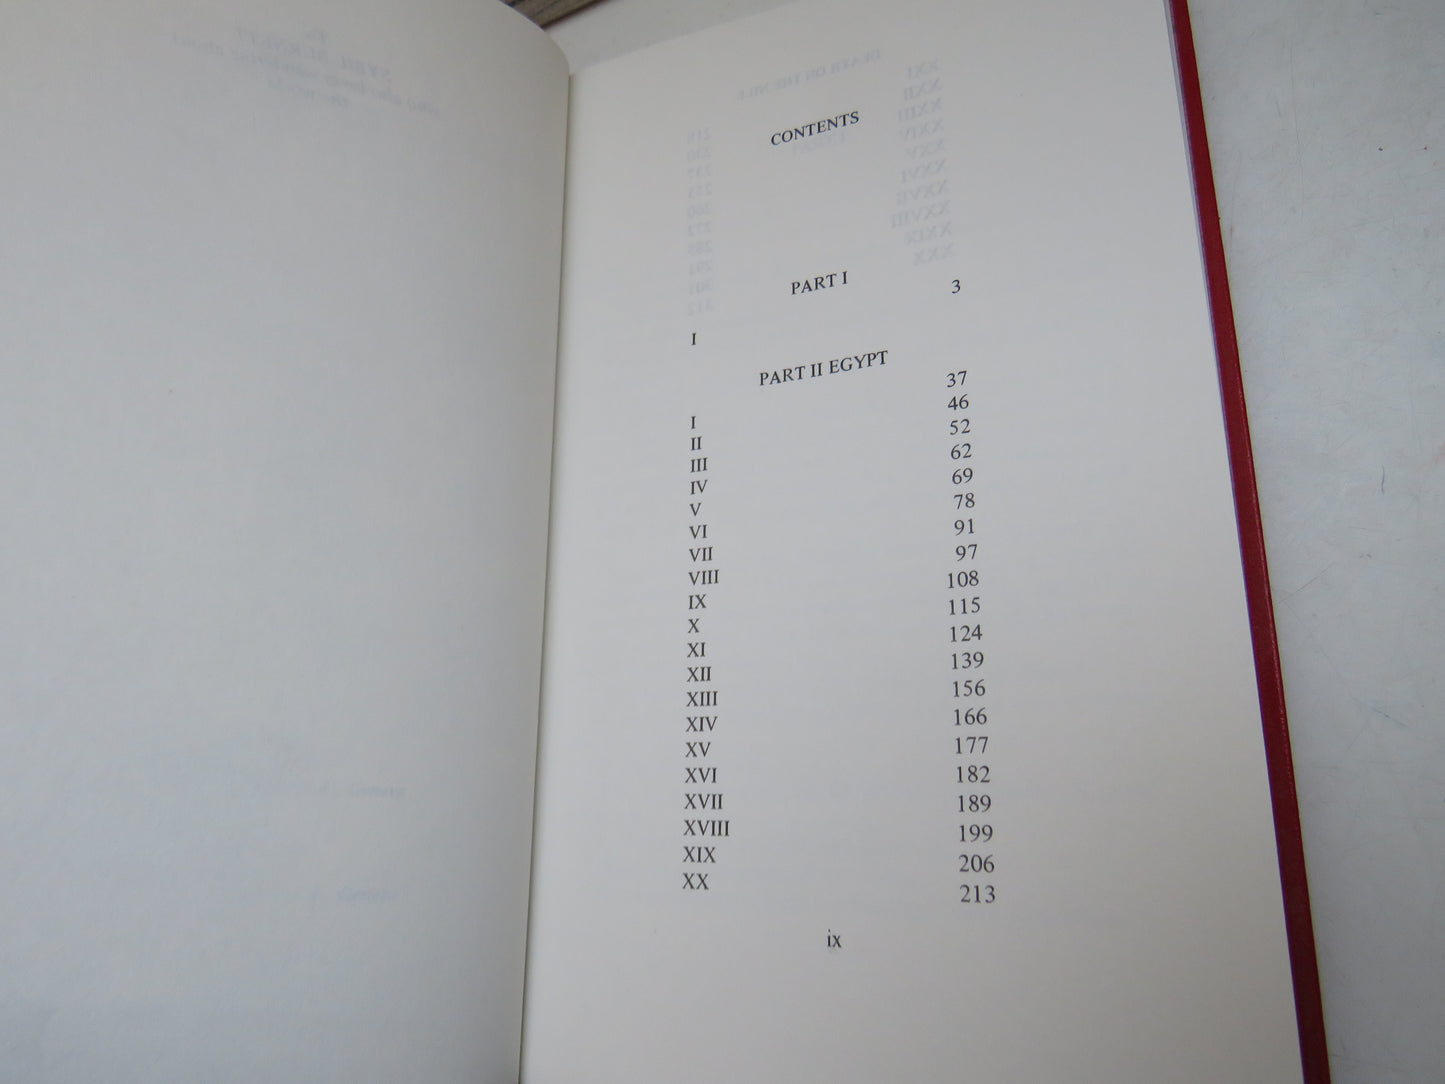 CONTENTS
PART I
I 3
PART II EGYPT
I 37
II 46
III 52
IV 62
V 69
VI 78
VII 91
VIII 97
IX 108
X 115
XI 124
XII 139
XIII 156
XIV 166
XV 177
XVI 182
XVII 189
XVIII 199
XIX 206
XX 213
ix